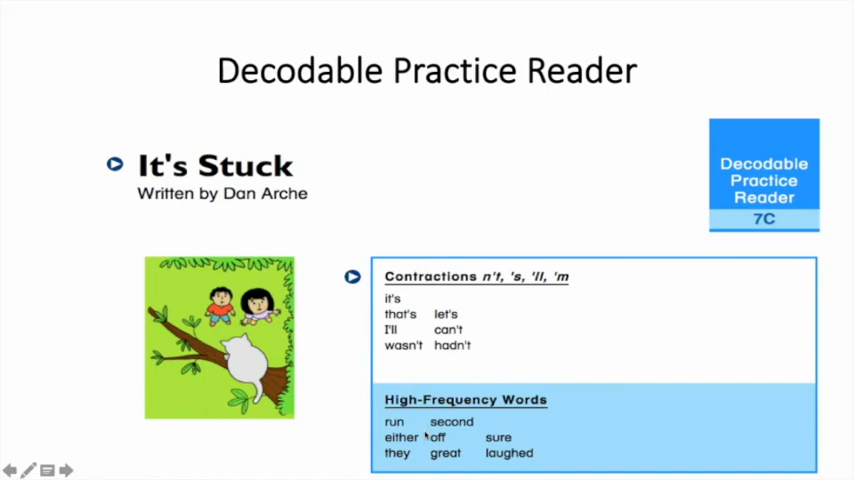 Decodable Practice Reader
It's Stuck
Written by Dan Arche
Decodable
Practice
Reader
7C
Contractions n't, 's, 'll, 'm
it's
that's let's
I'll can't
wasn't hadn't
High-Frequency Words
run second
either off sure
they great laughed